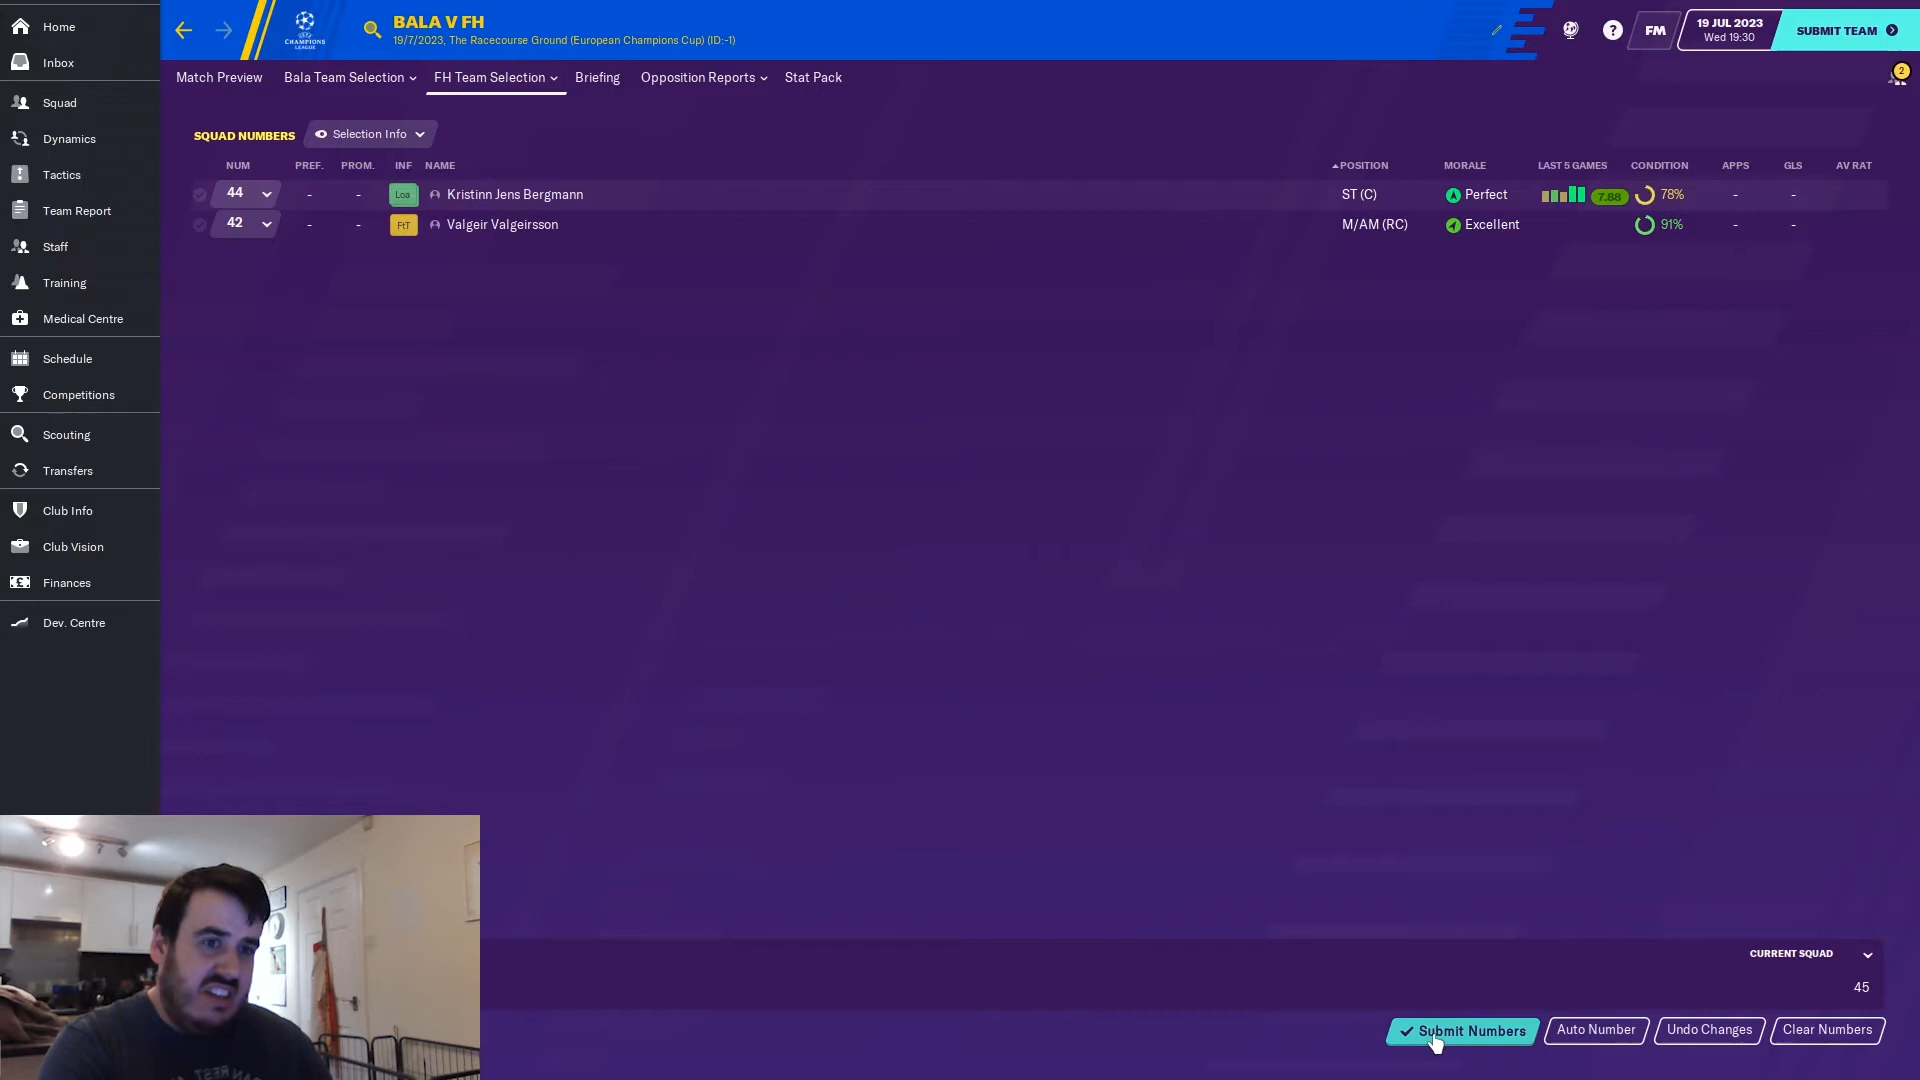 BALA V FH
19/7/2023, The Racecourse Ground (European Champions Cup) (ID:-1)
CHAMPIONS
LEAGUE
FM
19 JUL 2023
Wed 19:30
SUBMIT TEAM
Match Preview
Bala Team Selection
FH Team Selection
Briefing
Opposition Reports
Stat Pack
2
Home
Inbox
Squad
Dynamics
Tactics
Team Report
Staff
Training
Medical Centre
Schedule
Competitions
Scouting
Transfers
Club Info
Club Vision
Finances
Dev. Centre
SQUAD NUMBERS
Selection Info
NUM PREF. PROM. INF NAME POSITION MORALE LAST 5 GAMES CONDITION APPS GLS AV RAT
44 - - Loa Kristinn Jens Bergmann ST (C) Perfect 7.88 78% - -
42 - - FtT Valgeir Valgeirsson M/AM (RC) Excellent 91% - -
CURRENT SQUAD
45
Submit Numbers
Auto Number
Undo Changes
Clear Numbers